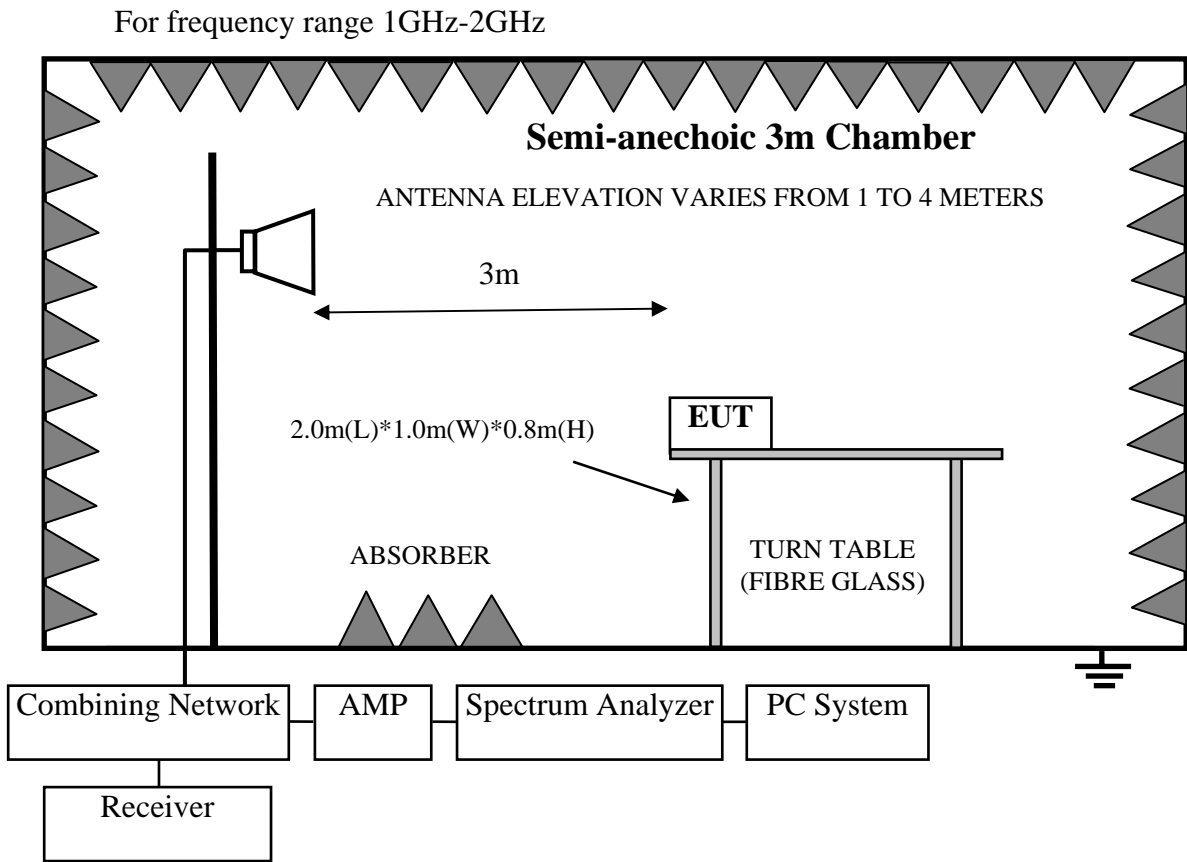 For frequency range 1GHz-2GHz
Semi-anechoic 3m Chamber
ANTENNA ELEVATION VARIES FROM 1 TO 4 METERS
3m
EUT
2.0m(L)*1.0m(W)*0.8m(H)
ABSORBER
TURN TABLE
(FIBRE GLASS)
Combining Network
AMP
Spectrum Analyzer
PC System
Receiver